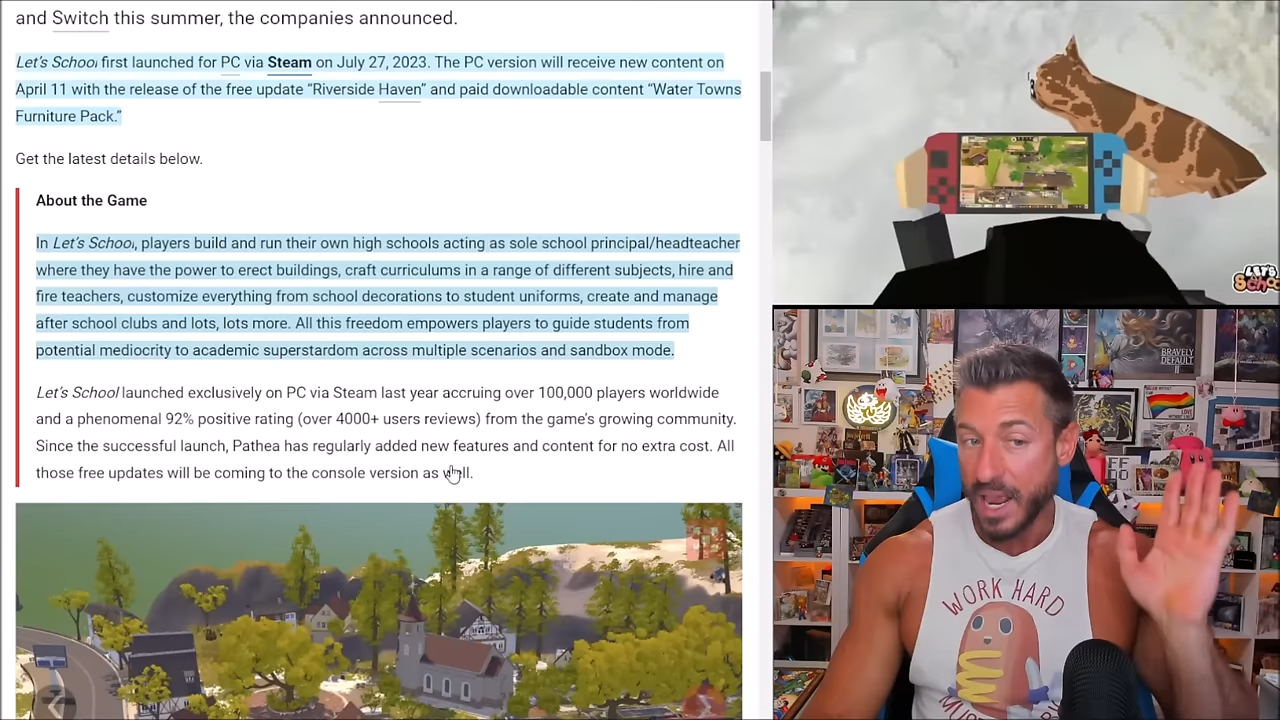 and Switch this summer, the companies announced.
Let's School first launched for PC via Steam on July 27, 2023. The PC version will receive new content on
April 11 with the release of the free update “Riverside Haven” and paid downloadable content “Water Towns
Furniture Pack.”
Get the latest details below.
About the Game
In Let's School, players build and run their own high schools acting as sole school principal/headteacher
where they have the power to erect buildings, craft curriculums in a range of different subjects, hire and
fire teachers, customize everything from school decorations to student uniforms, create and manage
after school clubs and lots, lots more. All this freedom empowers players to guide students from
potential mediocrity to academic superstardom across multiple scenarios and sandbox mode.
Let's School launched exclusively on PC via Steam last year accruing over 100,000 players worldwide
and a phenomenal 92% positive rating (over 4000+ users reviews) from the game's growing community.
Since the successful launch, Pathea has regularly added new features and content for no extra cost. All
those free updates will be coming to the console version as well.
LET'S
BRAVELY
DEFAULT
II
WORK HARD